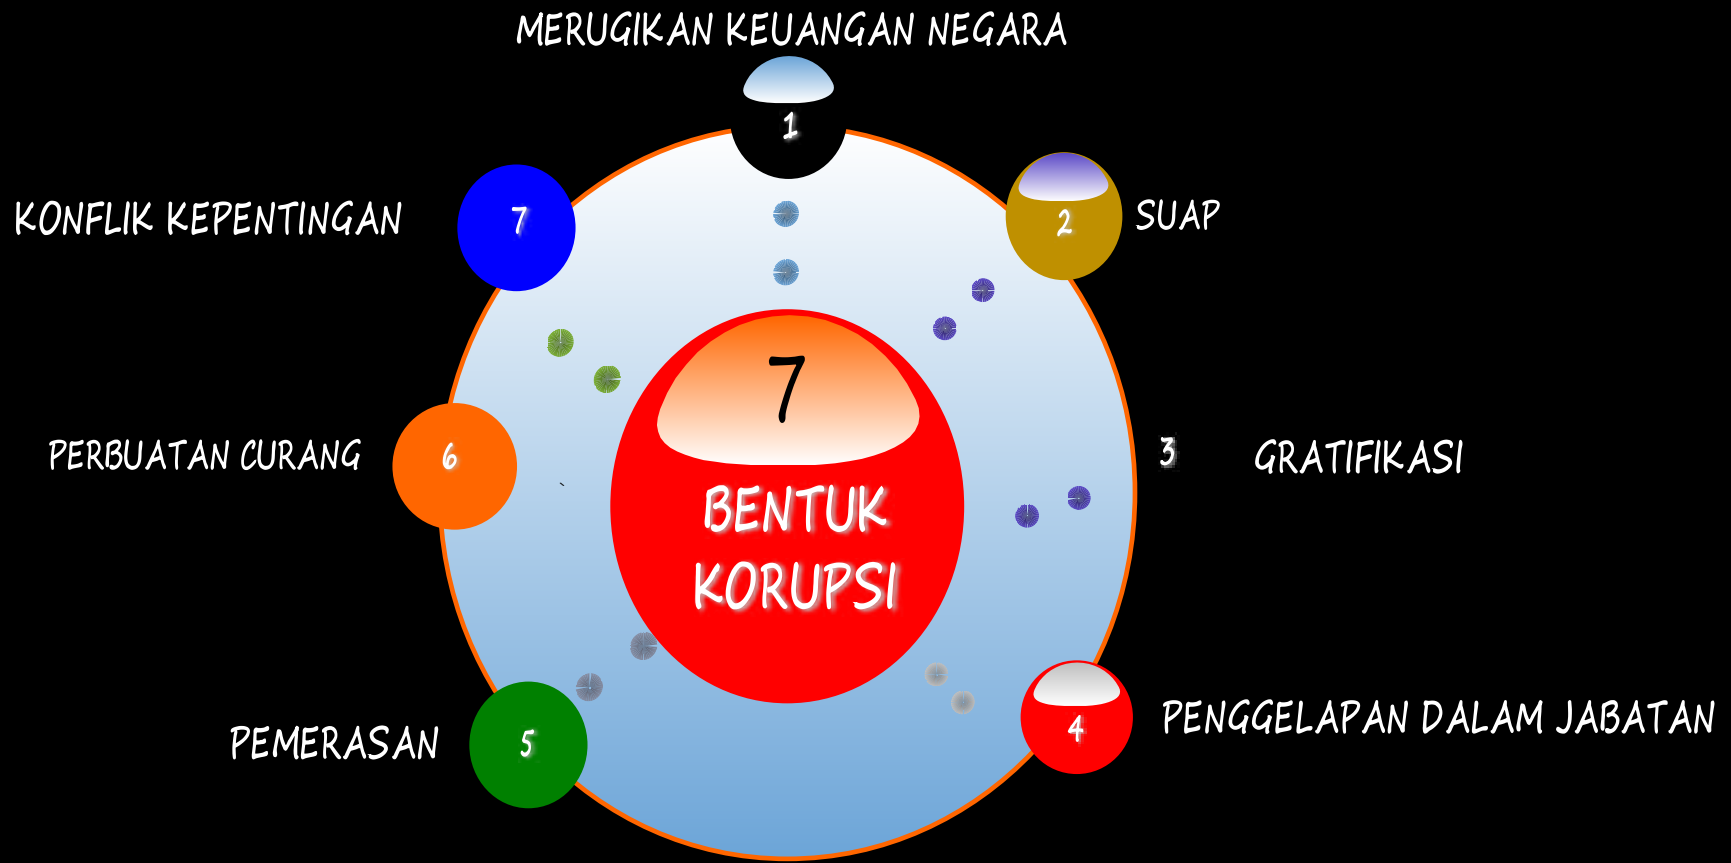 MERUGIKAN KEUANGAN NEGARA
1
2
SUAP
3
GRATIFIKASI
4
PENGGELAPAN DALAM JABATAN
5
PEMERASAN
6
PERBUATAN CURANG
7
KONFLIK KEPENTINGAN
7
BENTUK
KORUPSI